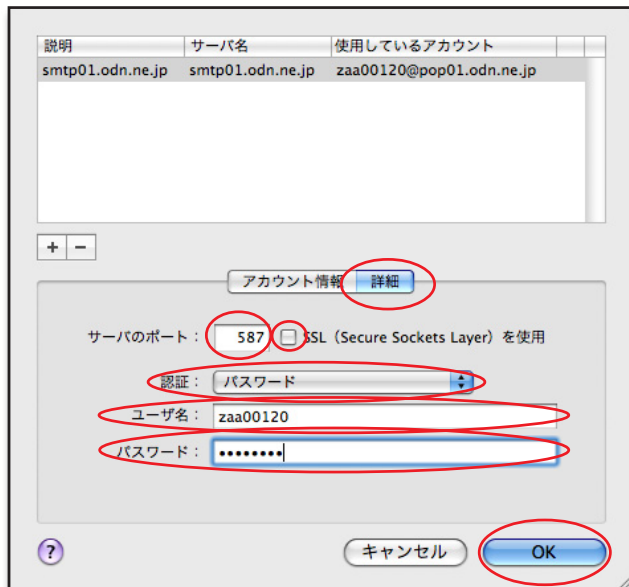 説明 サーバ名 使用しているアカウント
smtp01.odn.ne.jp smtp01.odn.ne.jp zaa00120@pop01.odn.ne.jp
+ −
アカウント情報 詳細
サーバのポート： 587 SSL（Secure Sockets Layer）を使用
認証： パスワード
ユーザ名： zaa00120
パスワード： ••••••••
? キャンセル OK